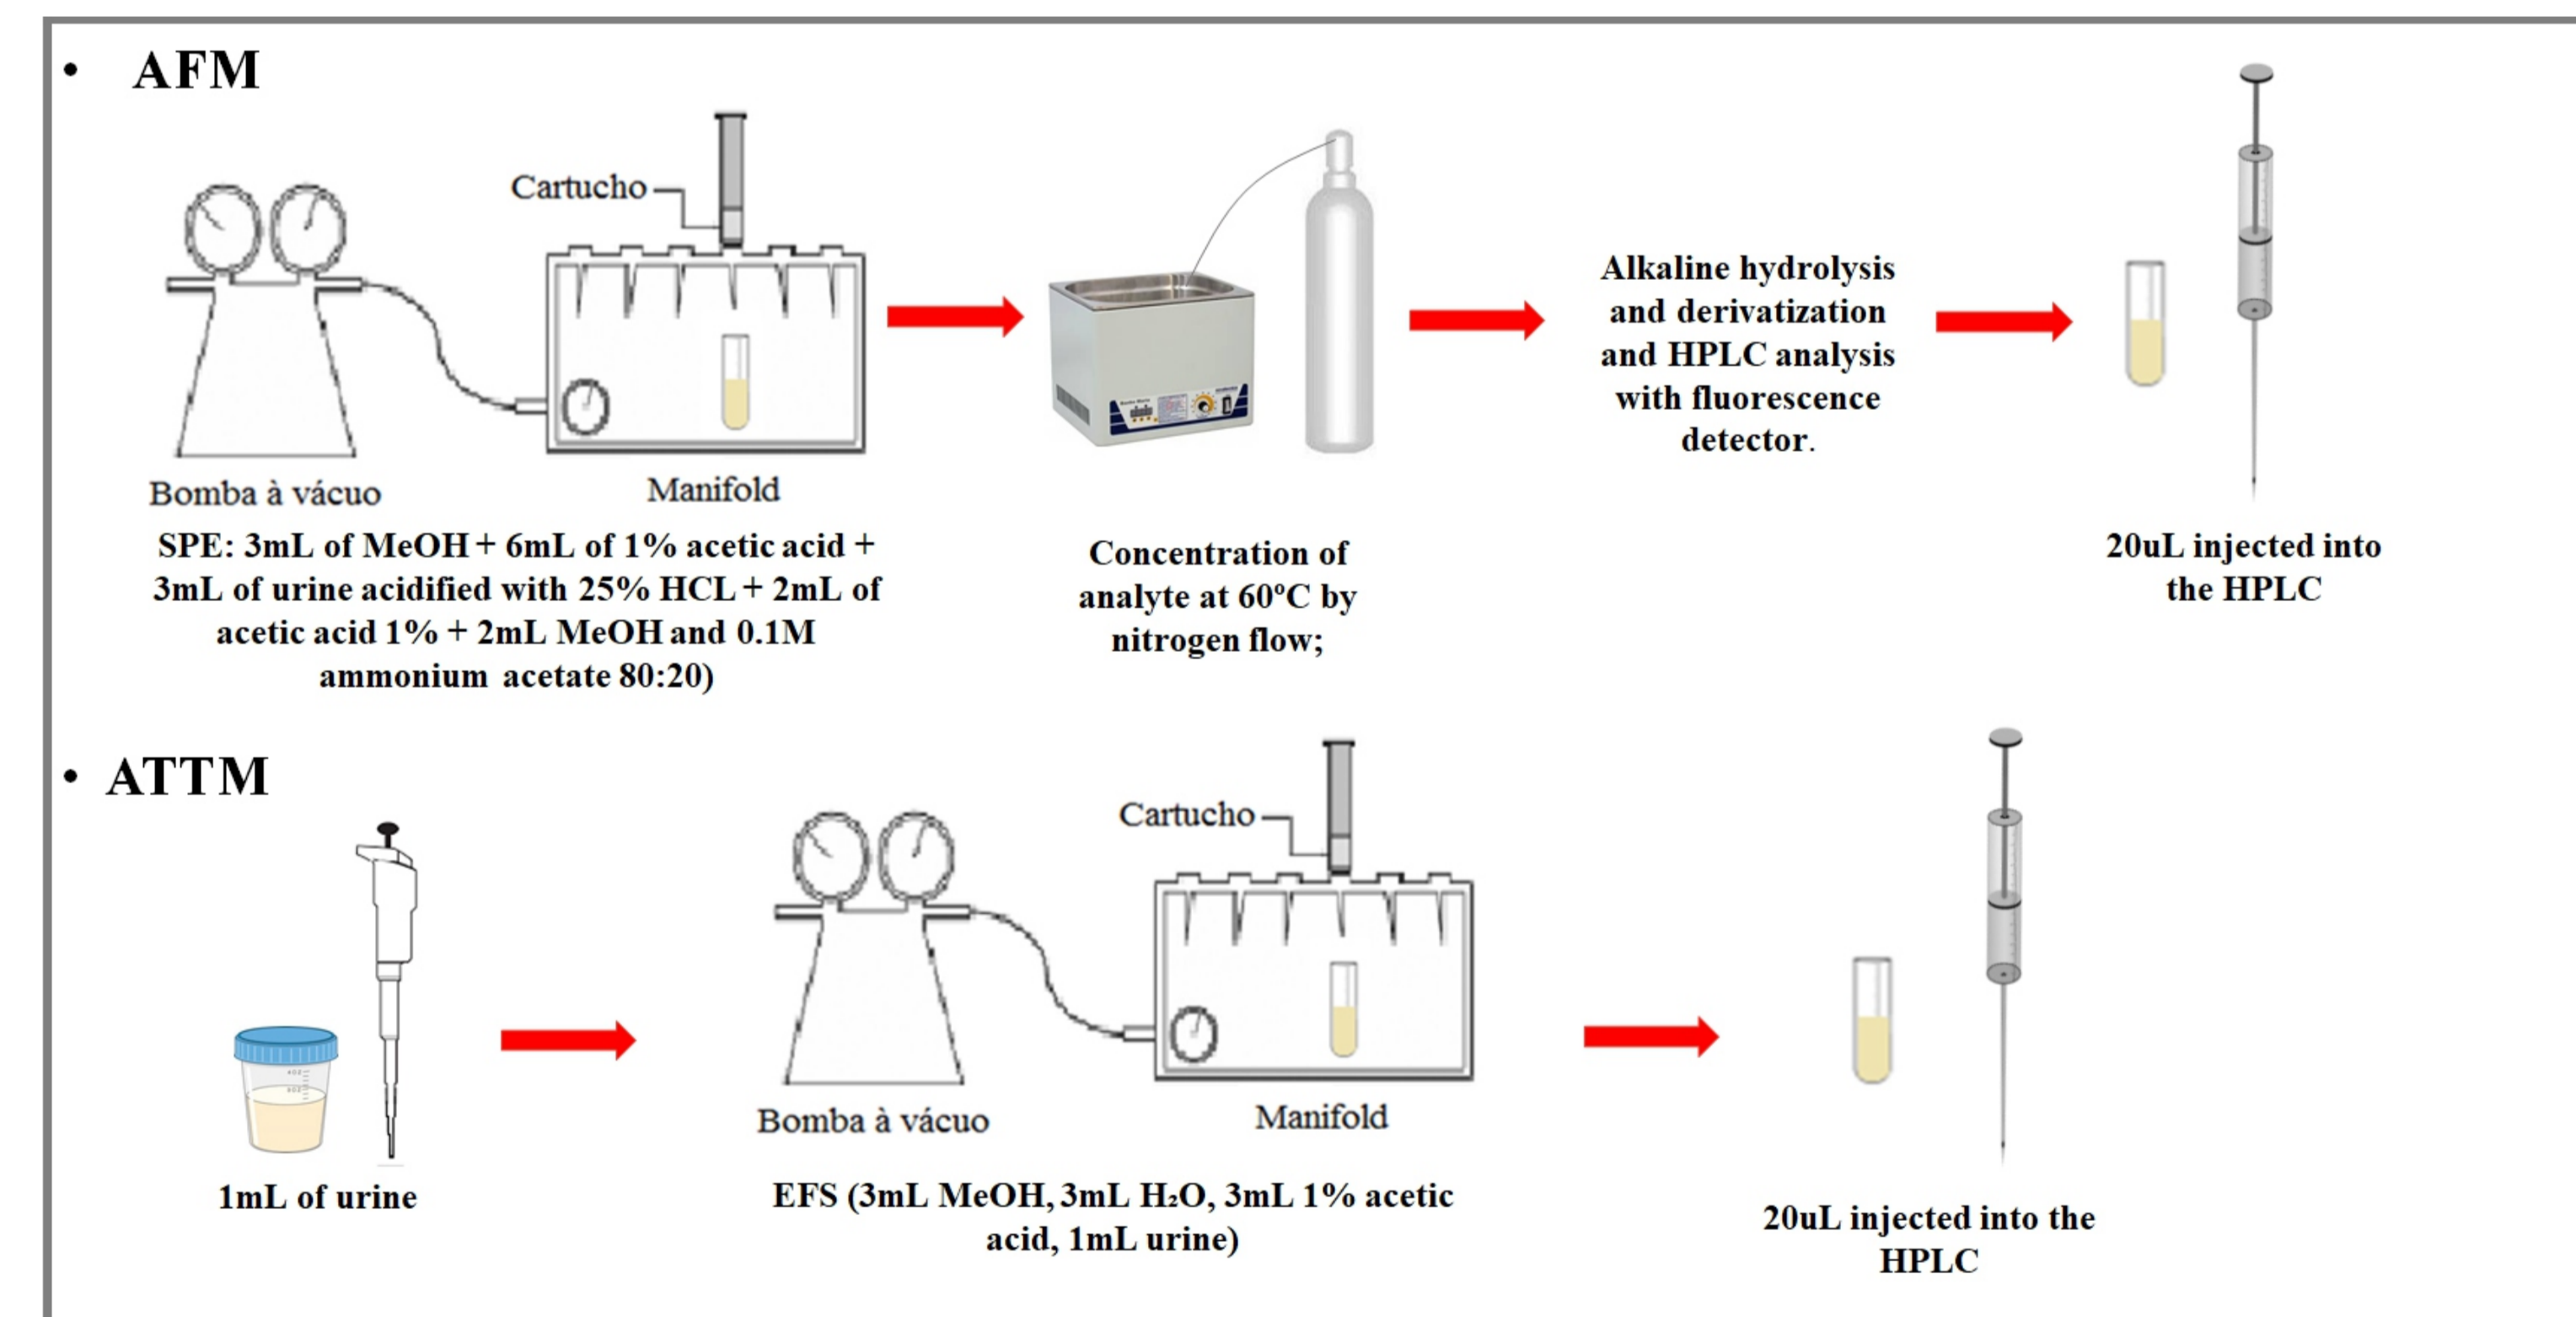 • AFM
Cartucho
Bomba à vácuo
Manifold
SPE: 3mL of MeOH + 6mL of 1% acetic acid +
3mL of urine acidified with 25% HCL + 2mL of
acetic acid 1% + 2mL MeOH and 0.1M
ammonium acetate 80:20)
Concentration of
analyte at 60ºC by
nitrogen flow;
Alkaline hydrolysis
and derivatization
and HPLC analysis
with fluorescence
detector.
20uL injected into
the HPLC
• ATTM
1mL of urine
Cartucho
Bomba à vácuo
Manifold
EFS (3mL MeOH, 3mL H₂O, 3mL 1% acetic
acid, 1mL urine)
20uL injected into the
HPLC